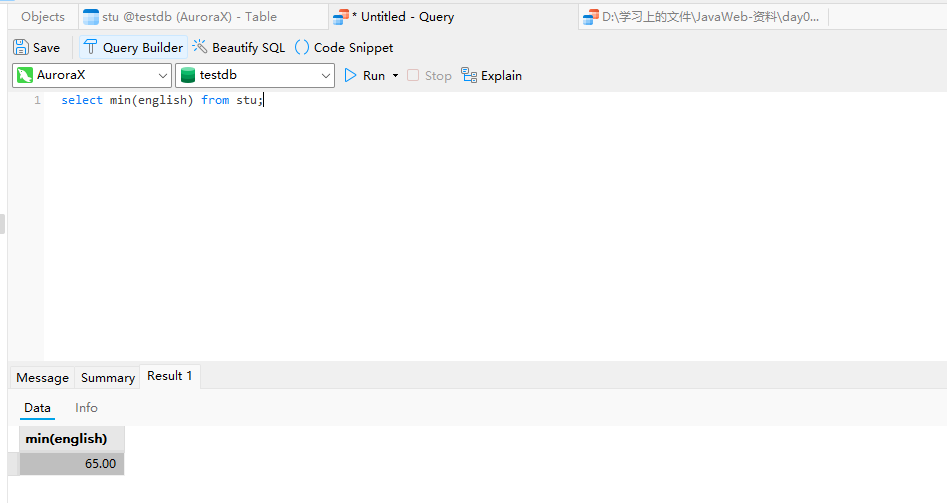 Objects stu @testdb (AuroraX) - Table * Untitled - Query D:\学习上的文件\JavaWeb-资料\day0...
Save Query Builder Beautify SQL () Code Snippet
AuroraX testdb Run Stop Explain
1 select min(english) from stu;
Message Summary Result 1
Data Info
min(english)
65.00